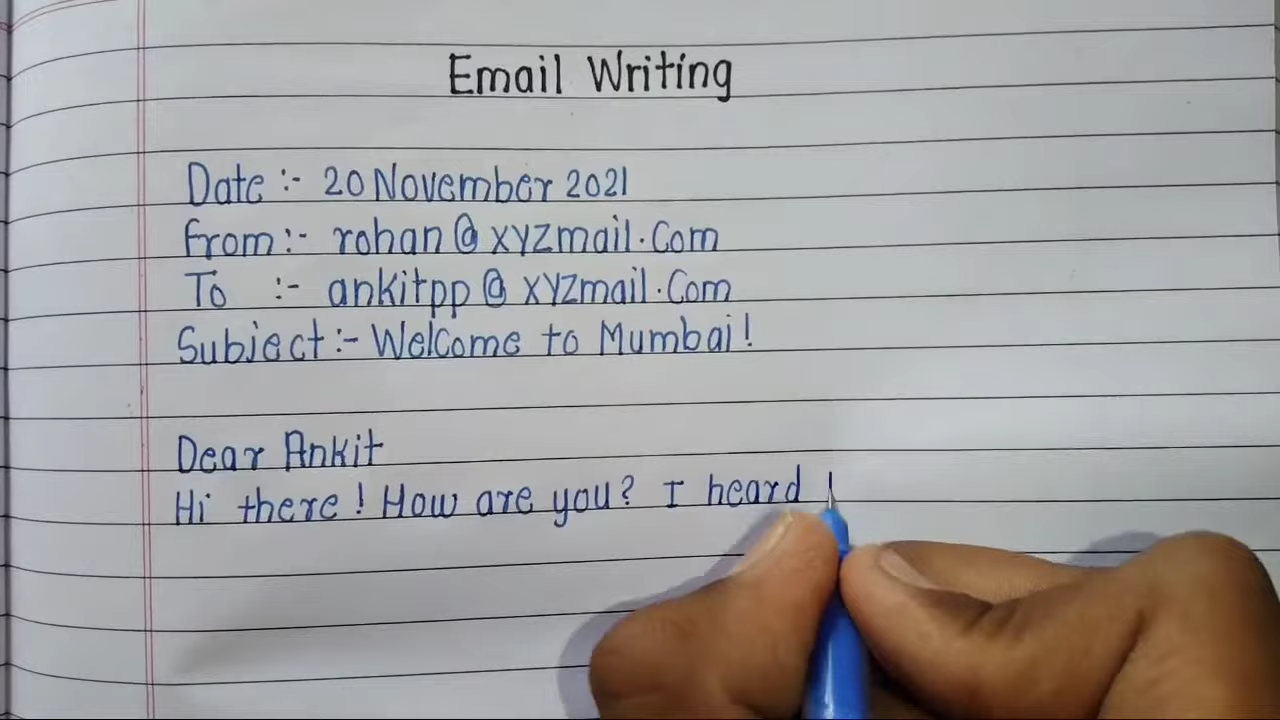 Email Writing
Date :- 20 November 2021
From :- rohan@xyzmail.Com
To :- ankitpp@xyzmail.Com
Subject :- Welcome to Mumbai!
Dear Ankit
Hi there! How are you? I heard